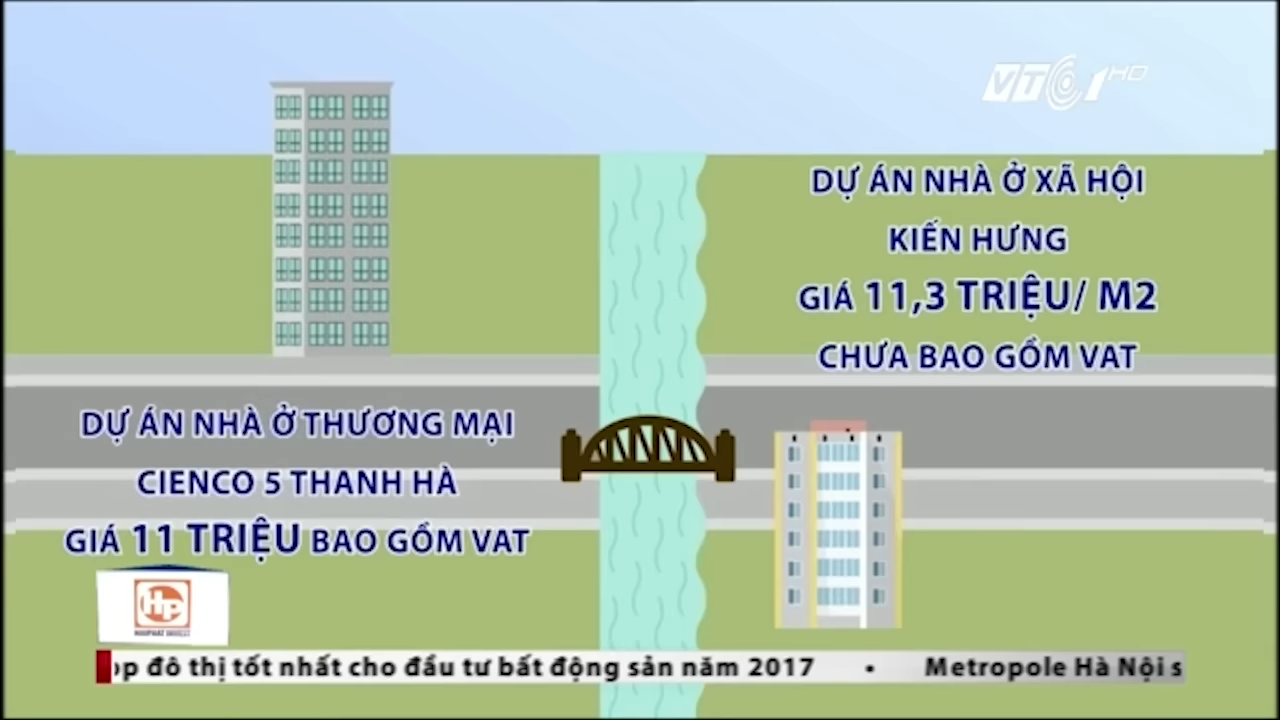 VTC1 HD
DỰ ÁN NHÀ Ở XÃ HỘI
KIẾN HƯNG
GIÁ 11,3 TRIỆU/ M2
CHƯA BAO GỒM VAT
DỰ ÁN NHÀ Ở THƯƠNG MẠI
CIENCO 5 THANH HÀ
GIÁ 11 TRIỆU BAO GỒM VAT
HP
HAIPHAT INVEST
đô thị tốt nhất cho đầu tư bất động sản năm 2017 • Metropole Hà Nội